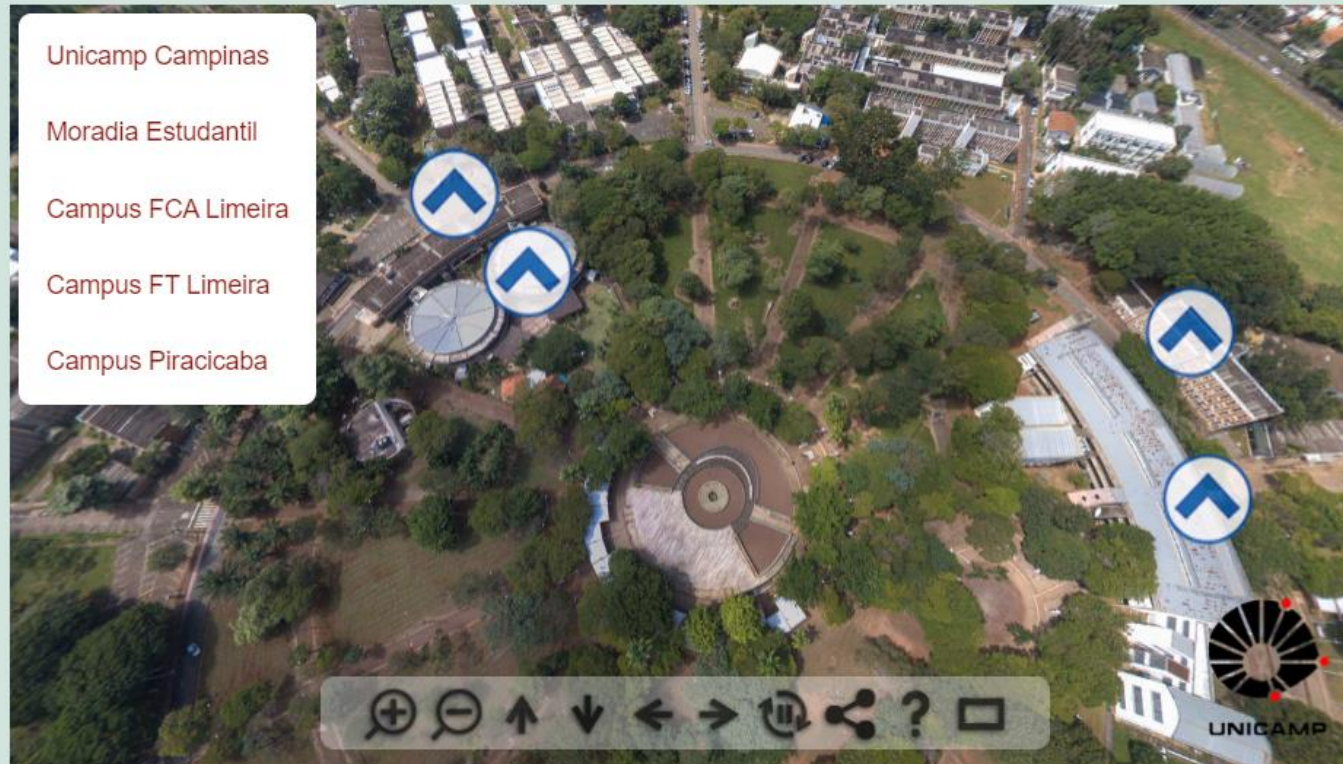 Unicamp Campinas
Moradia Estudantil
Campus FCA Limeira
Campus FT Limeira
Campus Piracicaba
?
UNICAMP